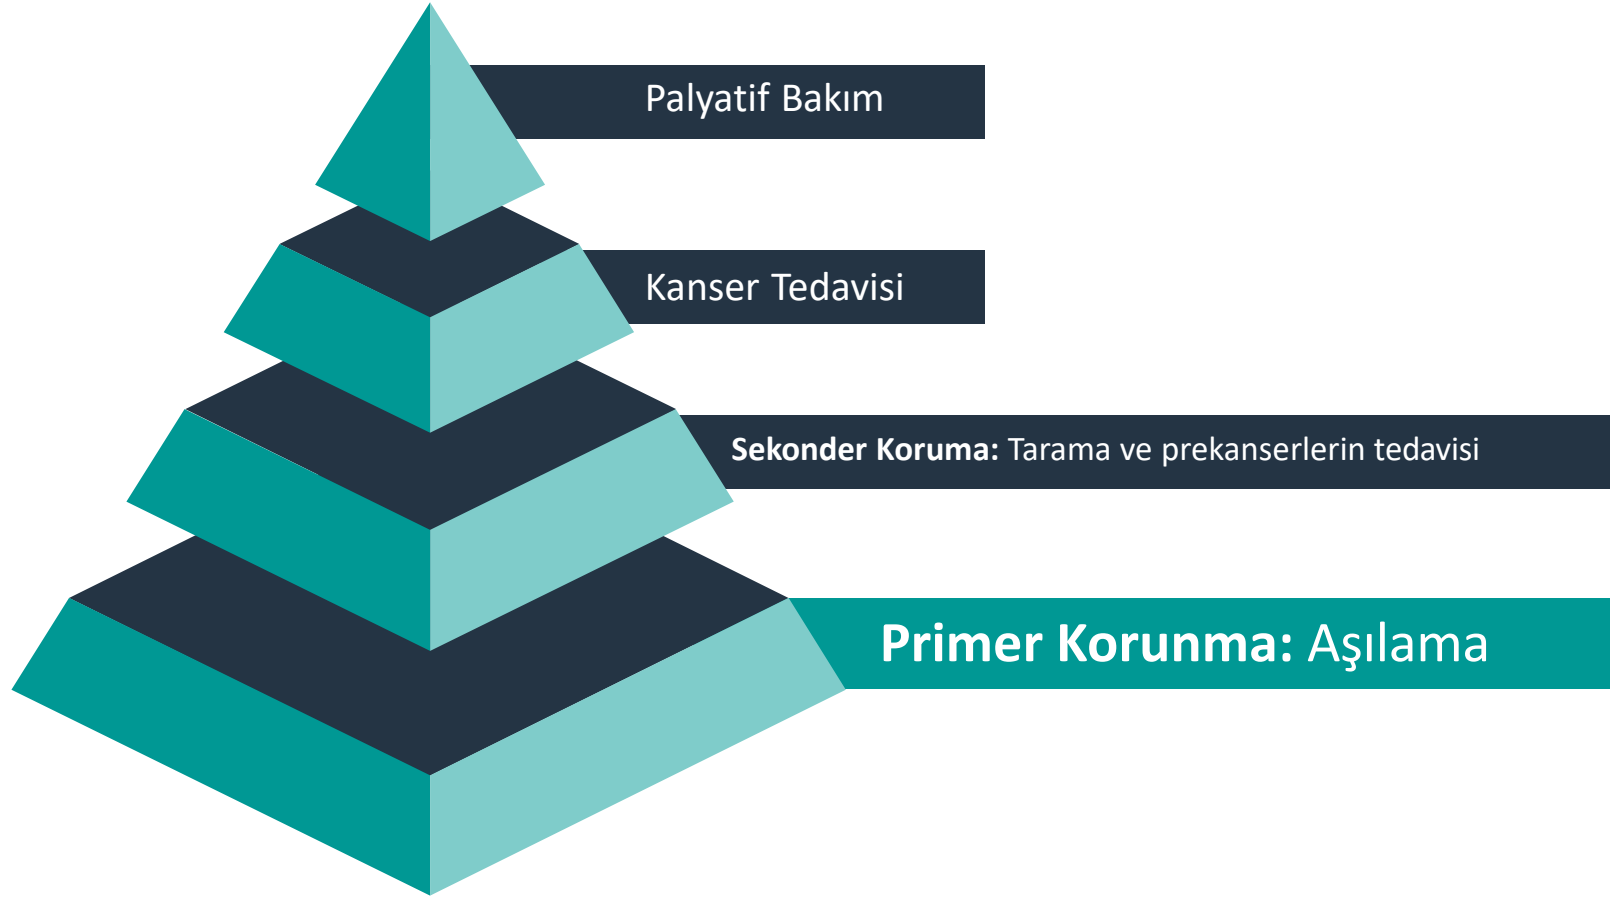 Palyatif Bakım
Kanser Tedavisi
Sekonder Koruma: Tarama ve prekanserlerin tedavisi
Primer Korunma: Aşılama